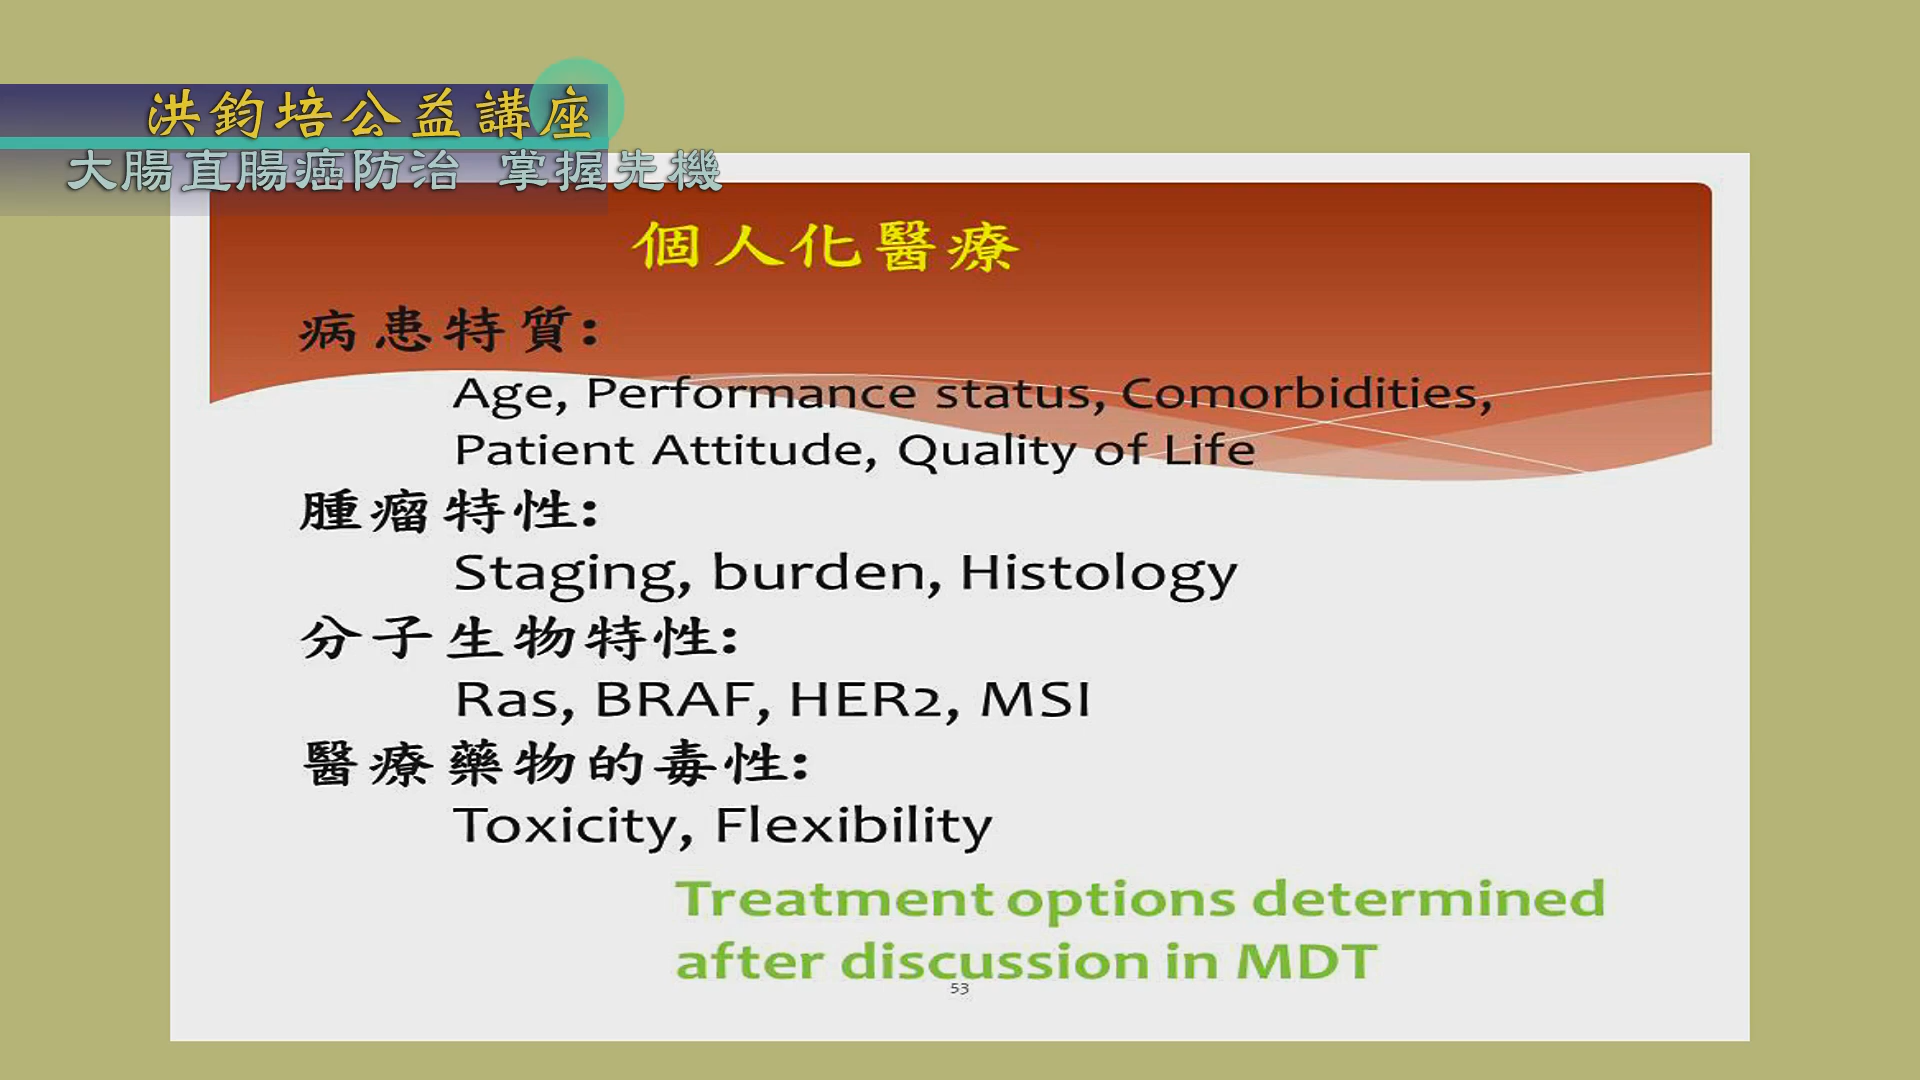 洪鈞培公益講座
大腸直腸癌防治 掌握先機
個人化醫療
病患特質:
Age, Performance status, Comorbidities,
Patient Attitude, Quality of Life
腫瘤特性:
Staging, burden, Histology
分子生物特性:
Ras, BRAF, HER2, MSI
醫療藥物的毒性:
Toxicity, Flexibility
Treatment options determined
after discussion in MDT
53